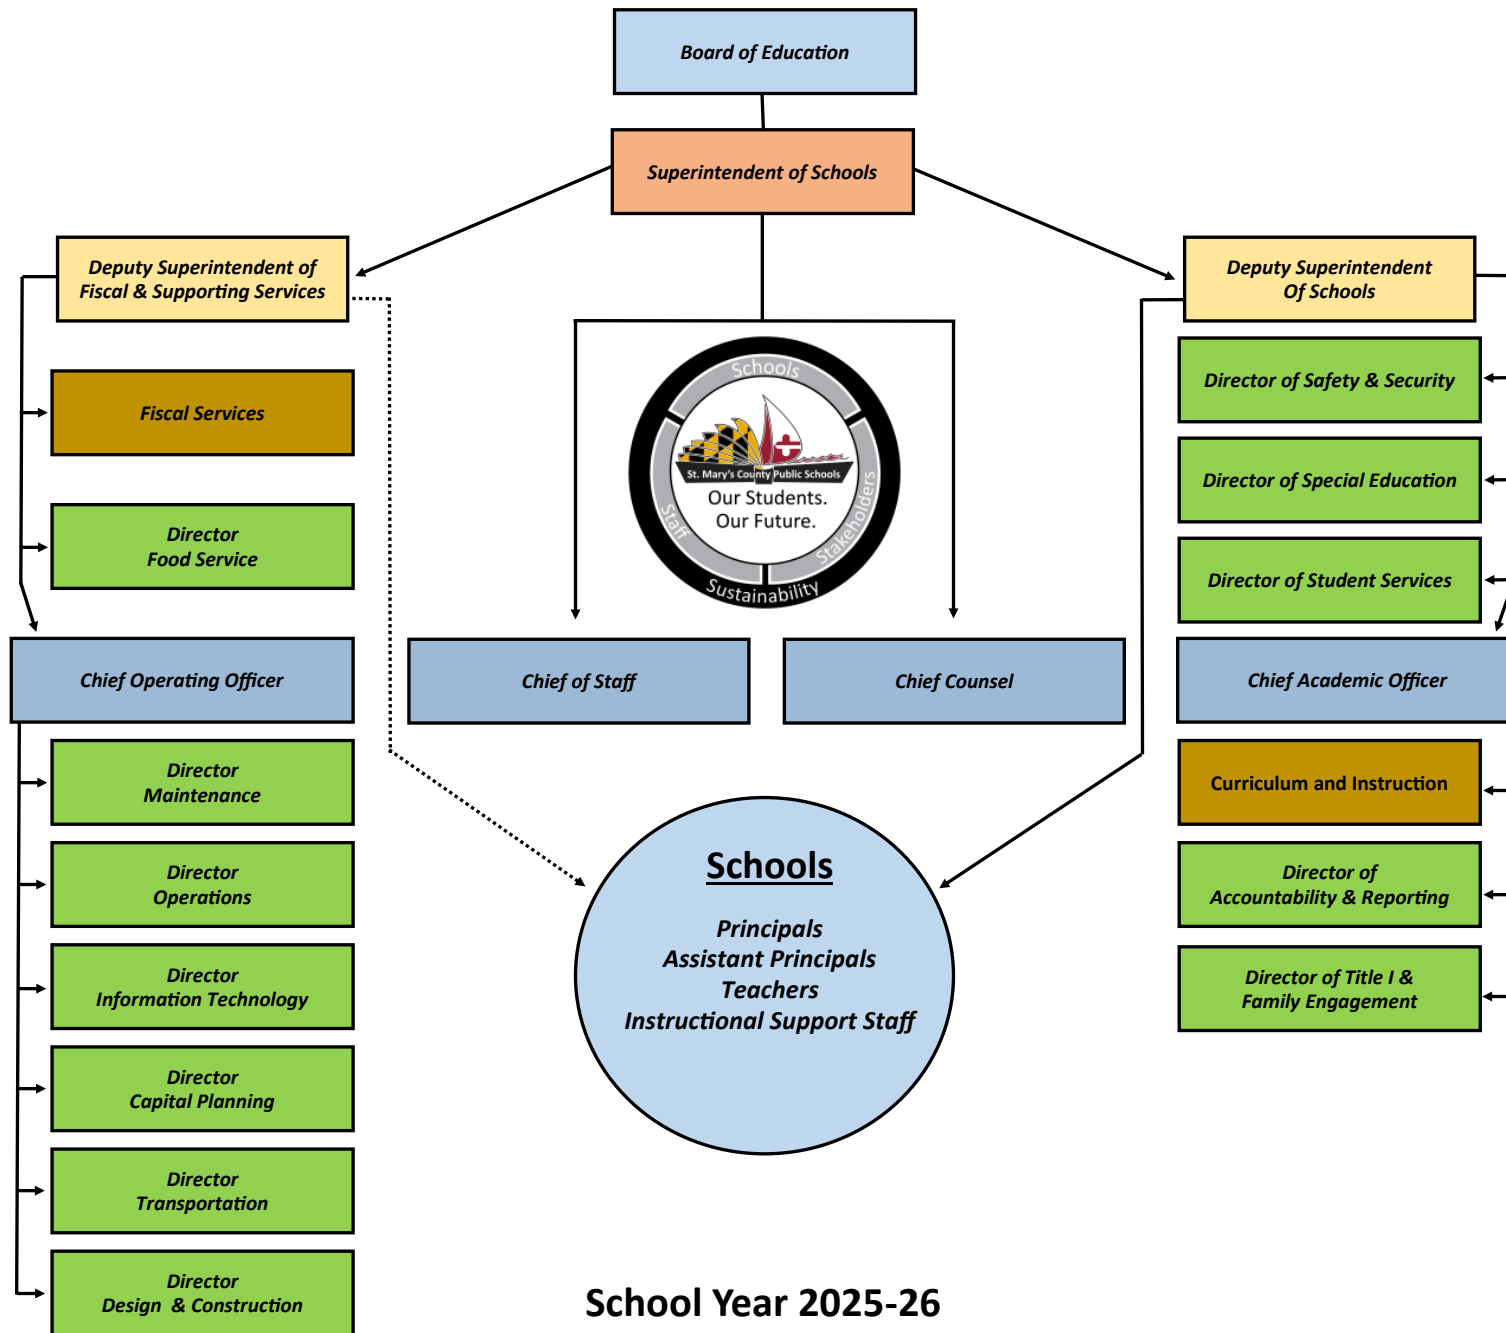 Board of Education
Superintendent of Schools
Deputy Superintendent of
Fiscal & Supporting Services
Deputy Superintendent
Of Schools
Fiscal Services
Director
Food Service
Schools
Staff
Stakeholders
Sustainability
St. Mary's County Public Schools
Our Students.
Our Future.
Director of Safety & Security
Director of Special Education
Director of Student Services
Chief Operating Officer
Chief of Staff
Chief Counsel
Chief Academic Officer
Director
Maintenance
Director
Operations
Director
Information Technology
Director
Capital Planning
Director
Transportation
Director
Design & Construction
Schools
Principals
Assistant Principals
Teachers
Instructional Support Staff
Curriculum and Instruction
Director of
Accountability & Reporting
Director of Title I &
Family Engagement
School Year 2025-26